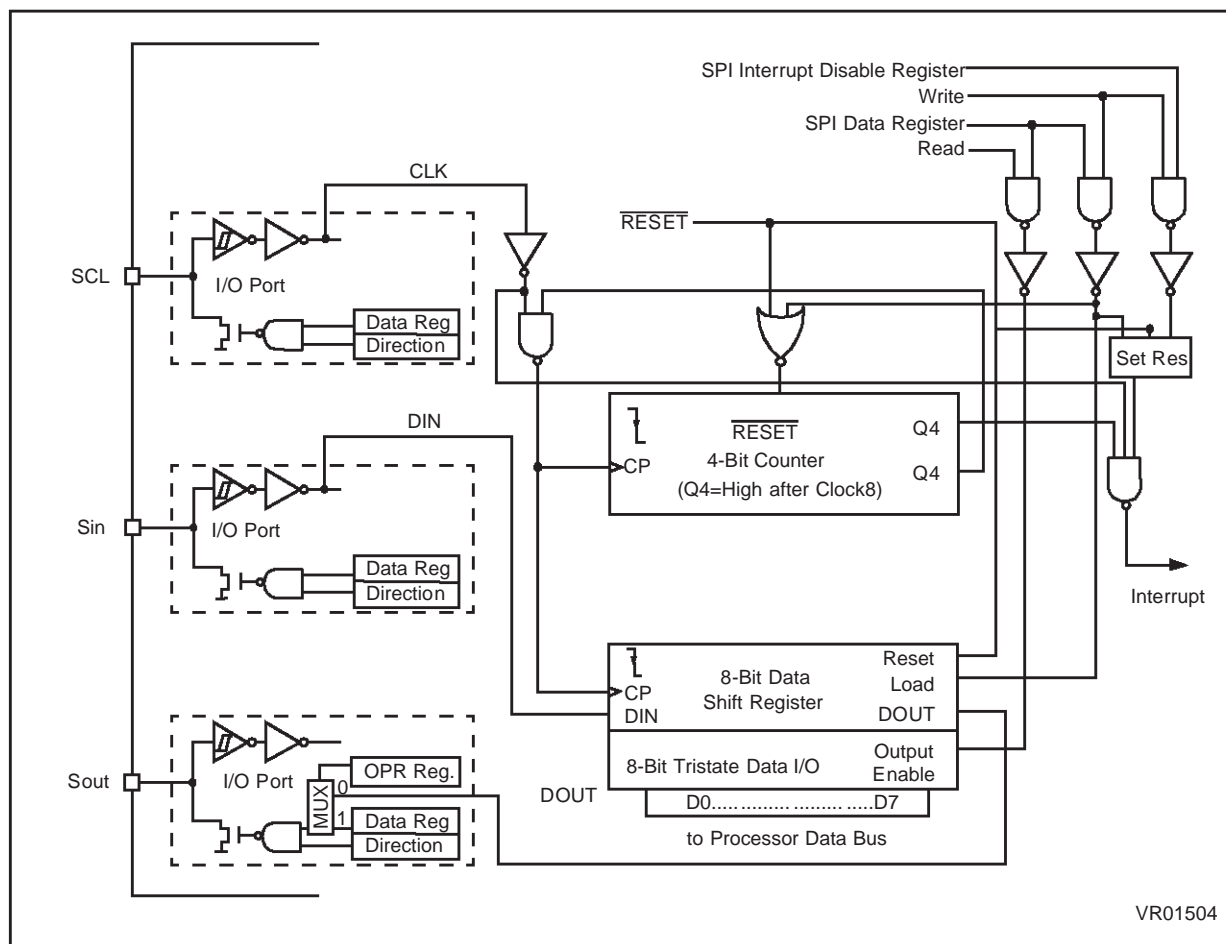 SPI Interrupt Disable Register
Write
SPI Data Register
Read
CLK
RESET
SCL
I/O Port
Data Reg
Direction
Set Res
DIN
RESET
4-Bit Counter
(Q4=High after Clock8)
CP
Q4
Q4
Sin
I/O Port
Data Reg
Direction
Interrupt
CP
DIN
8-Bit Data
Shift Register
Reset
Load
DOUT
Sout
I/O Port
OPR Reg.
MUX
0
1
Data Reg
Direction
DOUT
8-Bit Tristate Data I/O
Output
Enable
D0..... ......... ......... .....D7
to Processor Data Bus
VR01504